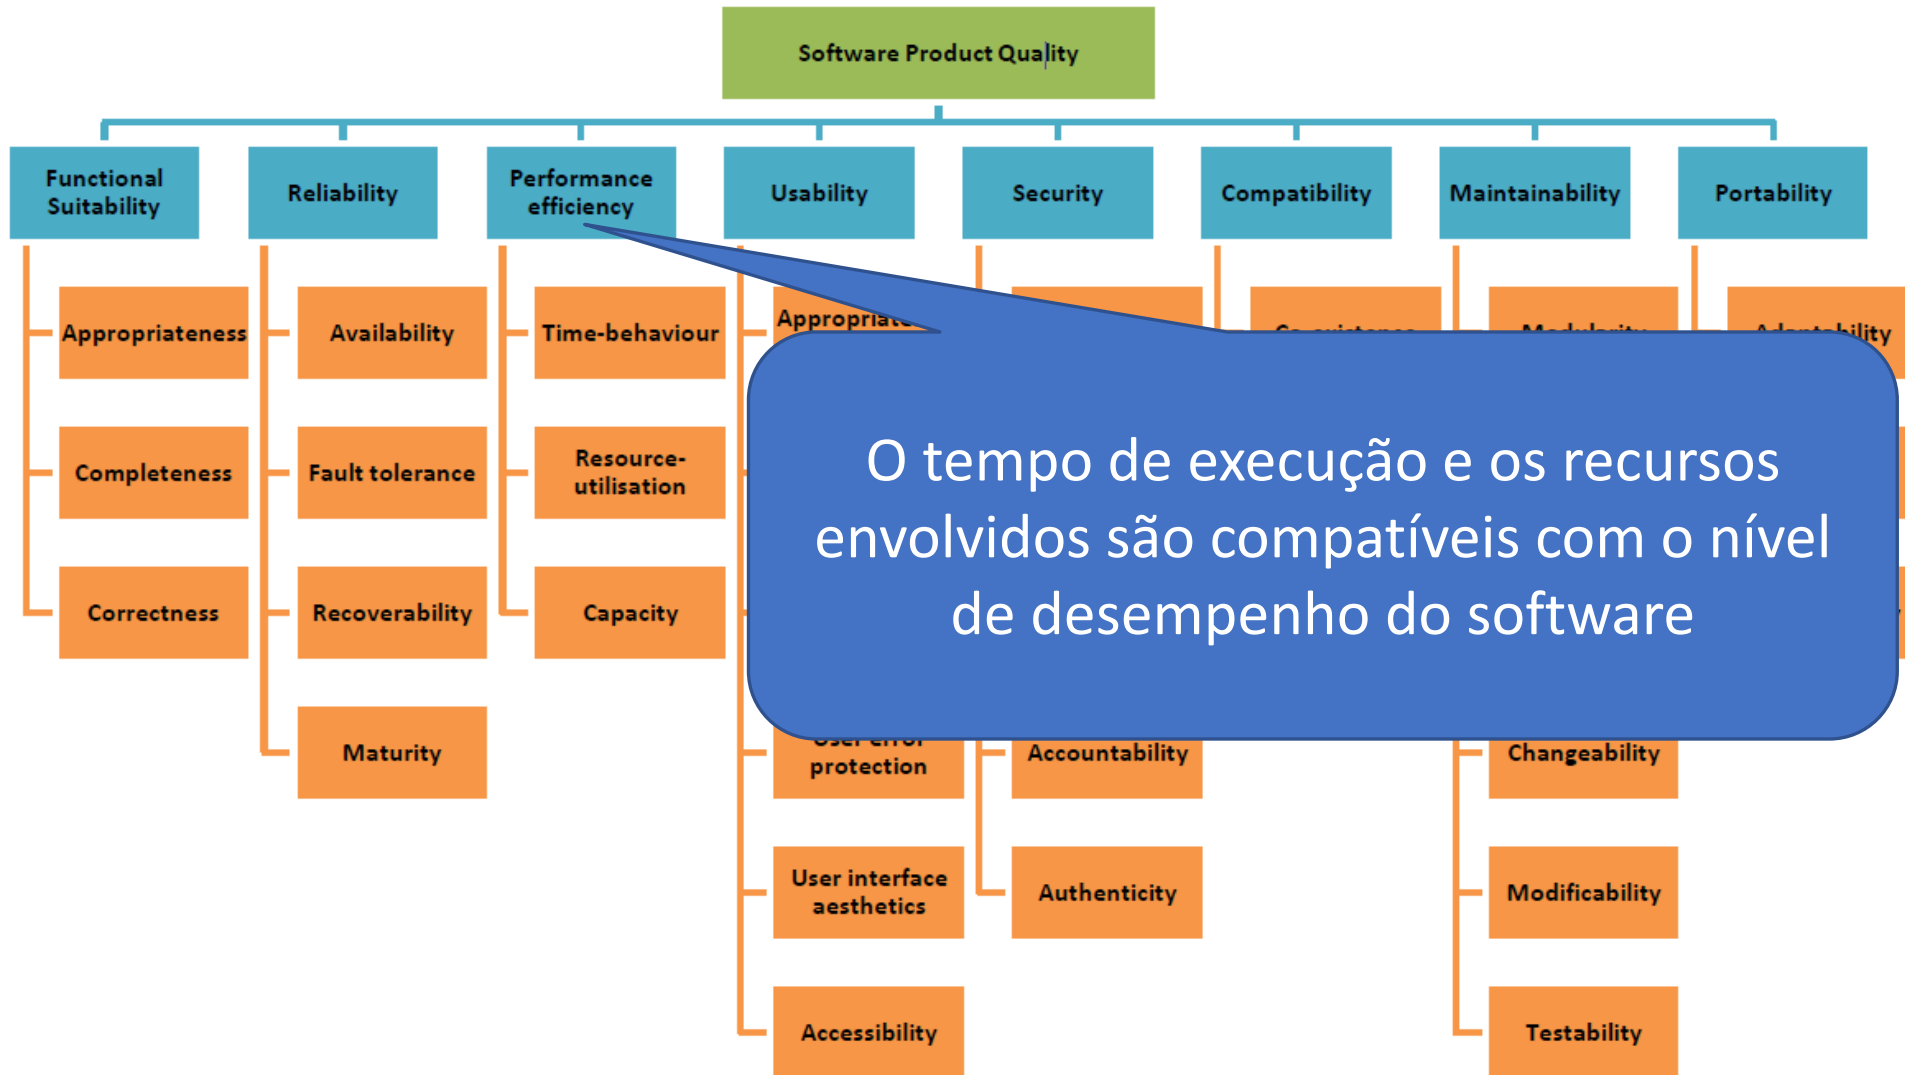 Software Product Quality
Functional
Suitability
Reliability
Performance
efficiency
Usability
Security
Compatibility
Maintainability
Portability
Appropriateness
Availability
Time-behaviour
Completeness
Fault tolerance
Resource-
utilisation
Correctness
Recoverability
Capacity
Maturity
O tempo de execução e os recursos
envolvidos são compatíveis com o nível
de desempenho do software
protection
Accountability
Changeability
User interface
aesthetics
Authenticity
Modificability
Accessibility
Testability